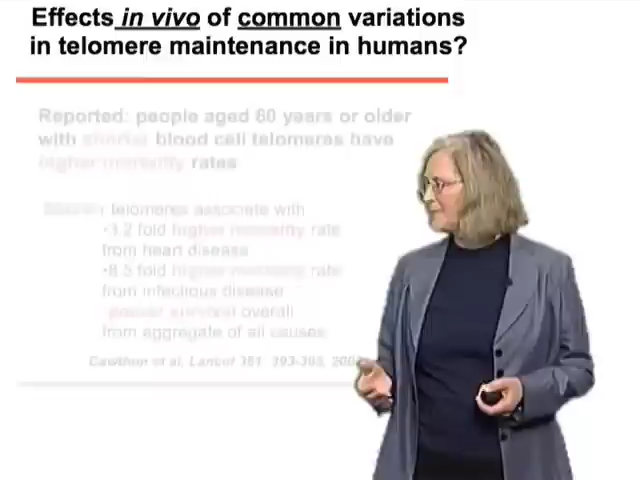 Effects in vivo of common variations
in telomere maintenance in humans?
Reported: people aged 60 years or older
with shorter blood cell telomeres have
higher mortality rates
Shorter telomeres associate with
•3.2 fold higher mortality rate
from heart disease
•8.5 fold higher mortality rate
from infectious disease
poorer survival overall
from aggregate of all causes
Cawthon et al, Lancet 361: 393-395,